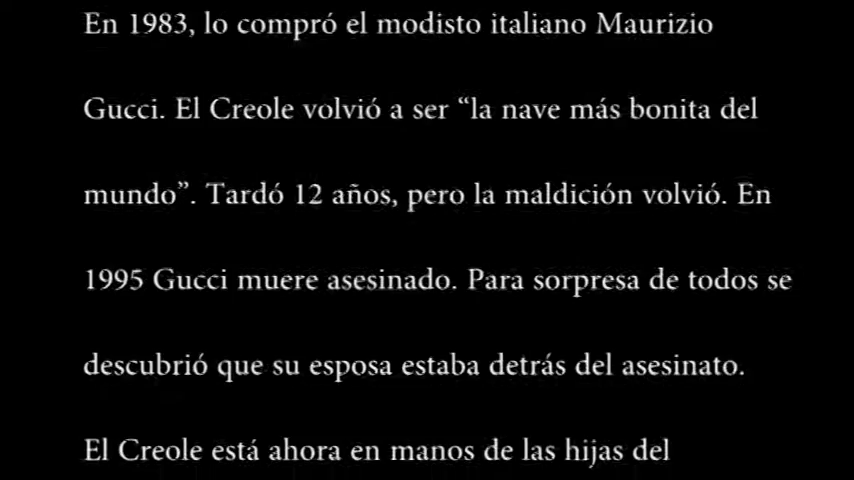 En 1983, lo compró el modisto italiano Maurizio
Gucci. El Creole volvió a ser “la nave más bonita del
mundo”. Tardó 12 años, pero la maldición volvió. En
1995 Gucci muere asesinado. Para sorpresa de todos se
descubrió que su esposa estaba detrás del asesinato.
El Creole está ahora en manos de las hijas del